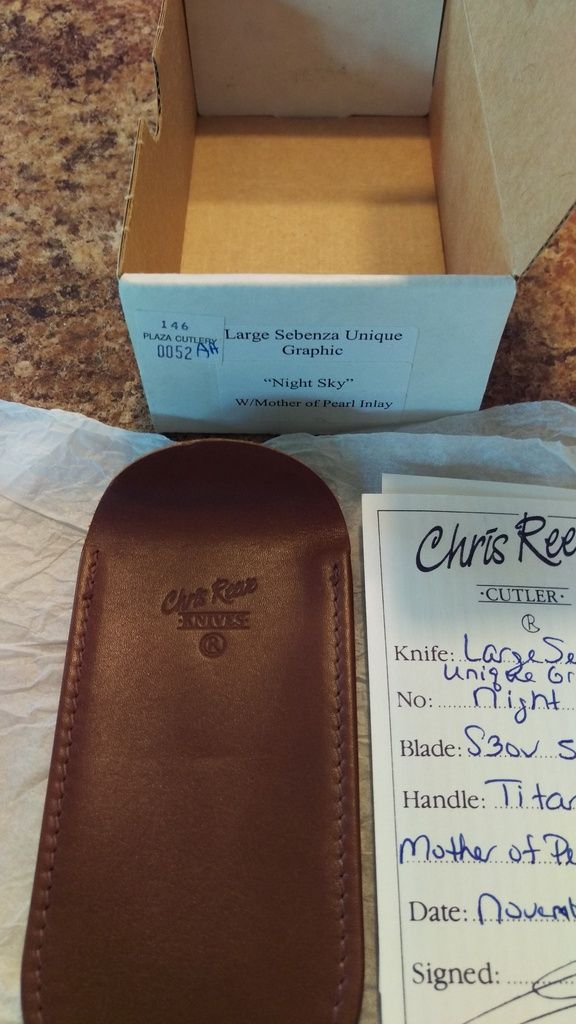 146
PLAZA CUTLERY
0052 AH
Large Sebenza Unique
Graphic
"Night Sky"
W/Mother of Pearl Inlay
Chris Reeve
KNIVES
®
Chris Ree
·CUTLER·
®
Knife: Large Se
Unique Gr
No: Night
Blade: S30V S
Handle: Titan
Mother of Pe
Date: Novem
Signed: